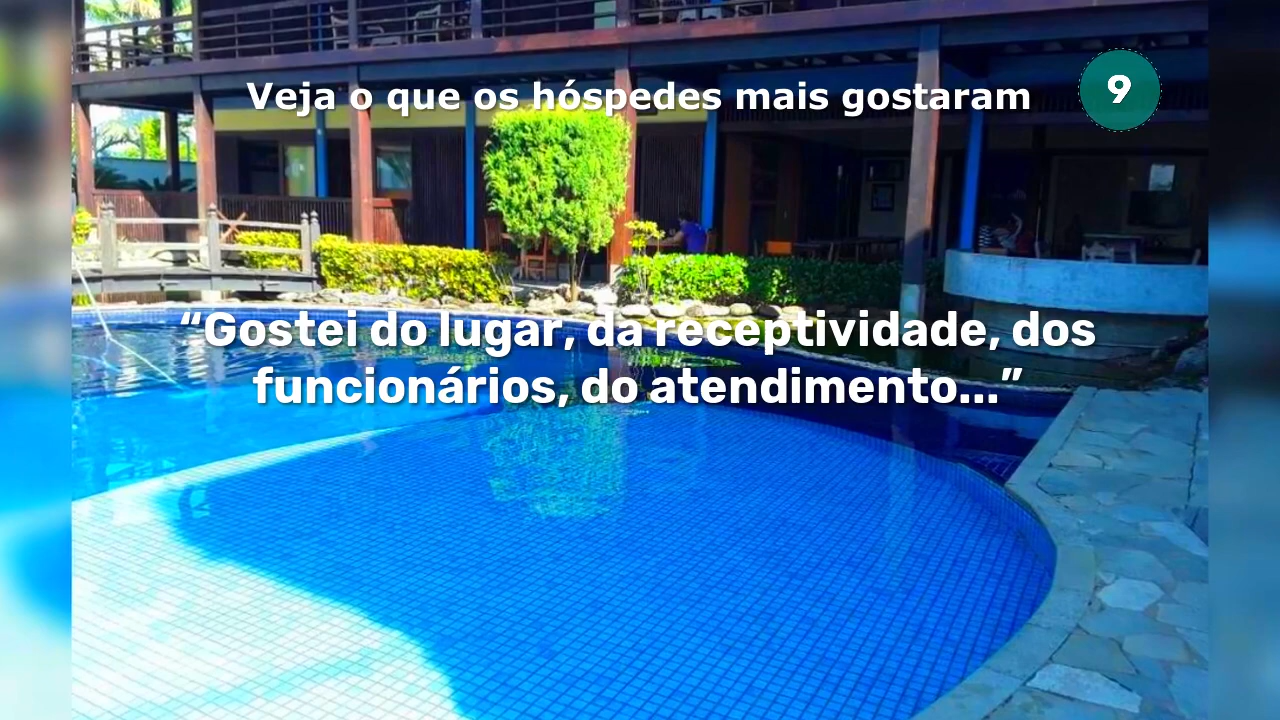 Veja o que os hóspedes mais gostaram
9
“Gostei do lugar, da receptividade, dos
funcionários, do atendimento...”